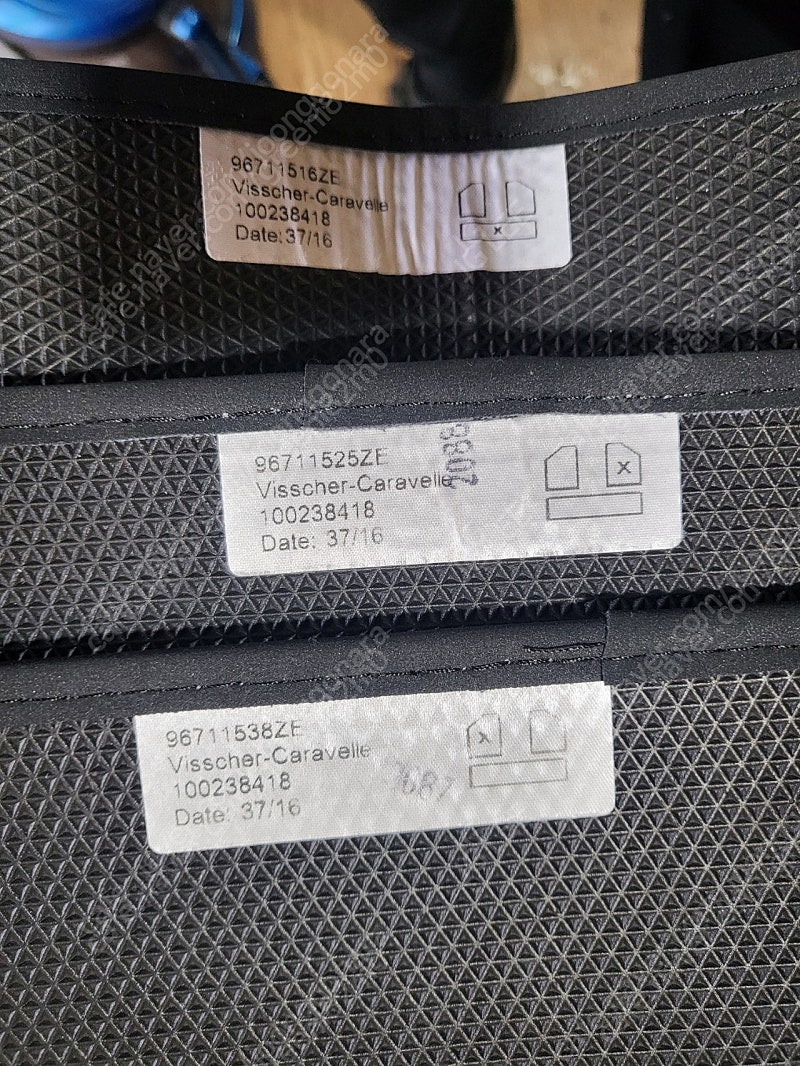 96711516ZE
Visscher-Caravelle
100238418
Date: 37/16
x
96711525ZE
Visscher-Caravelle
100238418
Date: 37/16
x
96711538ZE
Visscher-Caravelle
100238418
Date: 37/16
x